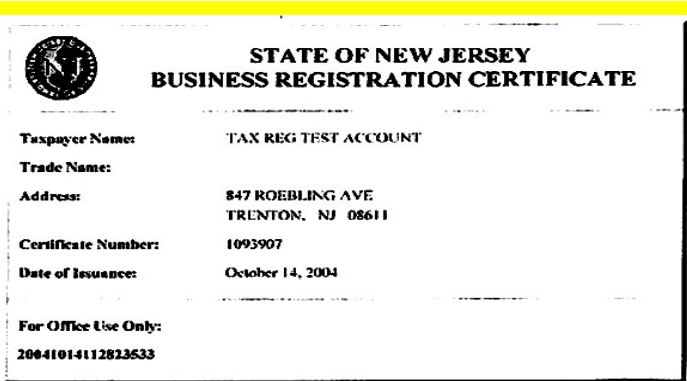 STATE OF NEW JERSEY
BUSINESS REGISTRATION CERTIFICATE
NJ
Taxpayer Name: TAX REG TEST ACCOUNT
Trade Name:
Address: 847 ROEBLING AVE
TRENTON, NJ 08611
Certificate Number: 1093907
Date of Issuance: October 14, 2004
For Office Use Only:
20041014112823533